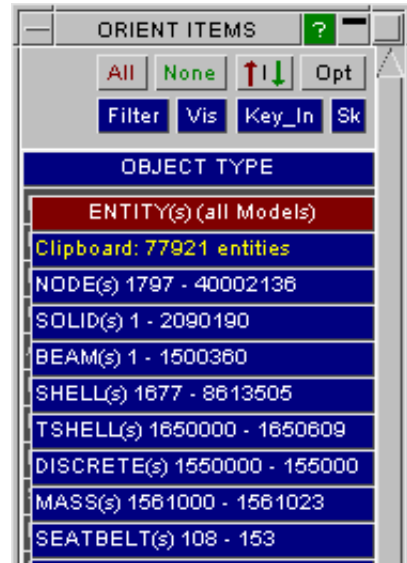 ORIENT ITEMS ?
All None ↑I↓ Opt
Filter Vis Key_In Sk
OBJECT TYPE
ENTITY(s) (all Models)
Clipboard: 77921 entities
NODE(s) 1797 - 40002136
SOLID(s) 1 - 2090190
BEAM(s) 1 - 1500360
SHELL(s) 1677 - 8613505
TSHELL(s) 1650000 - 1650609
DISCRETE(s) 1550000 - 155000
MASS(s) 1561000 - 1561023
SEATBELT(s) 108 - 153